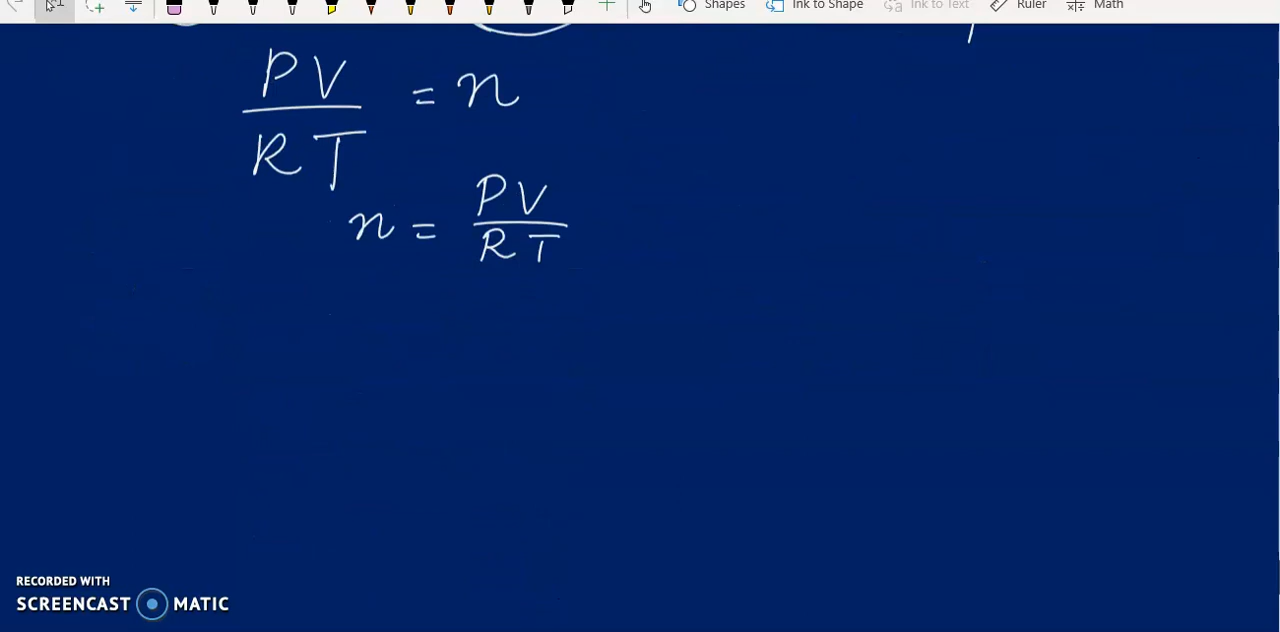 Shapes Ink to Shape Ink to Text Ruler Math
PV/RT = n
n = PV/RT
RECORDED WITH
SCREENCAST MATIC